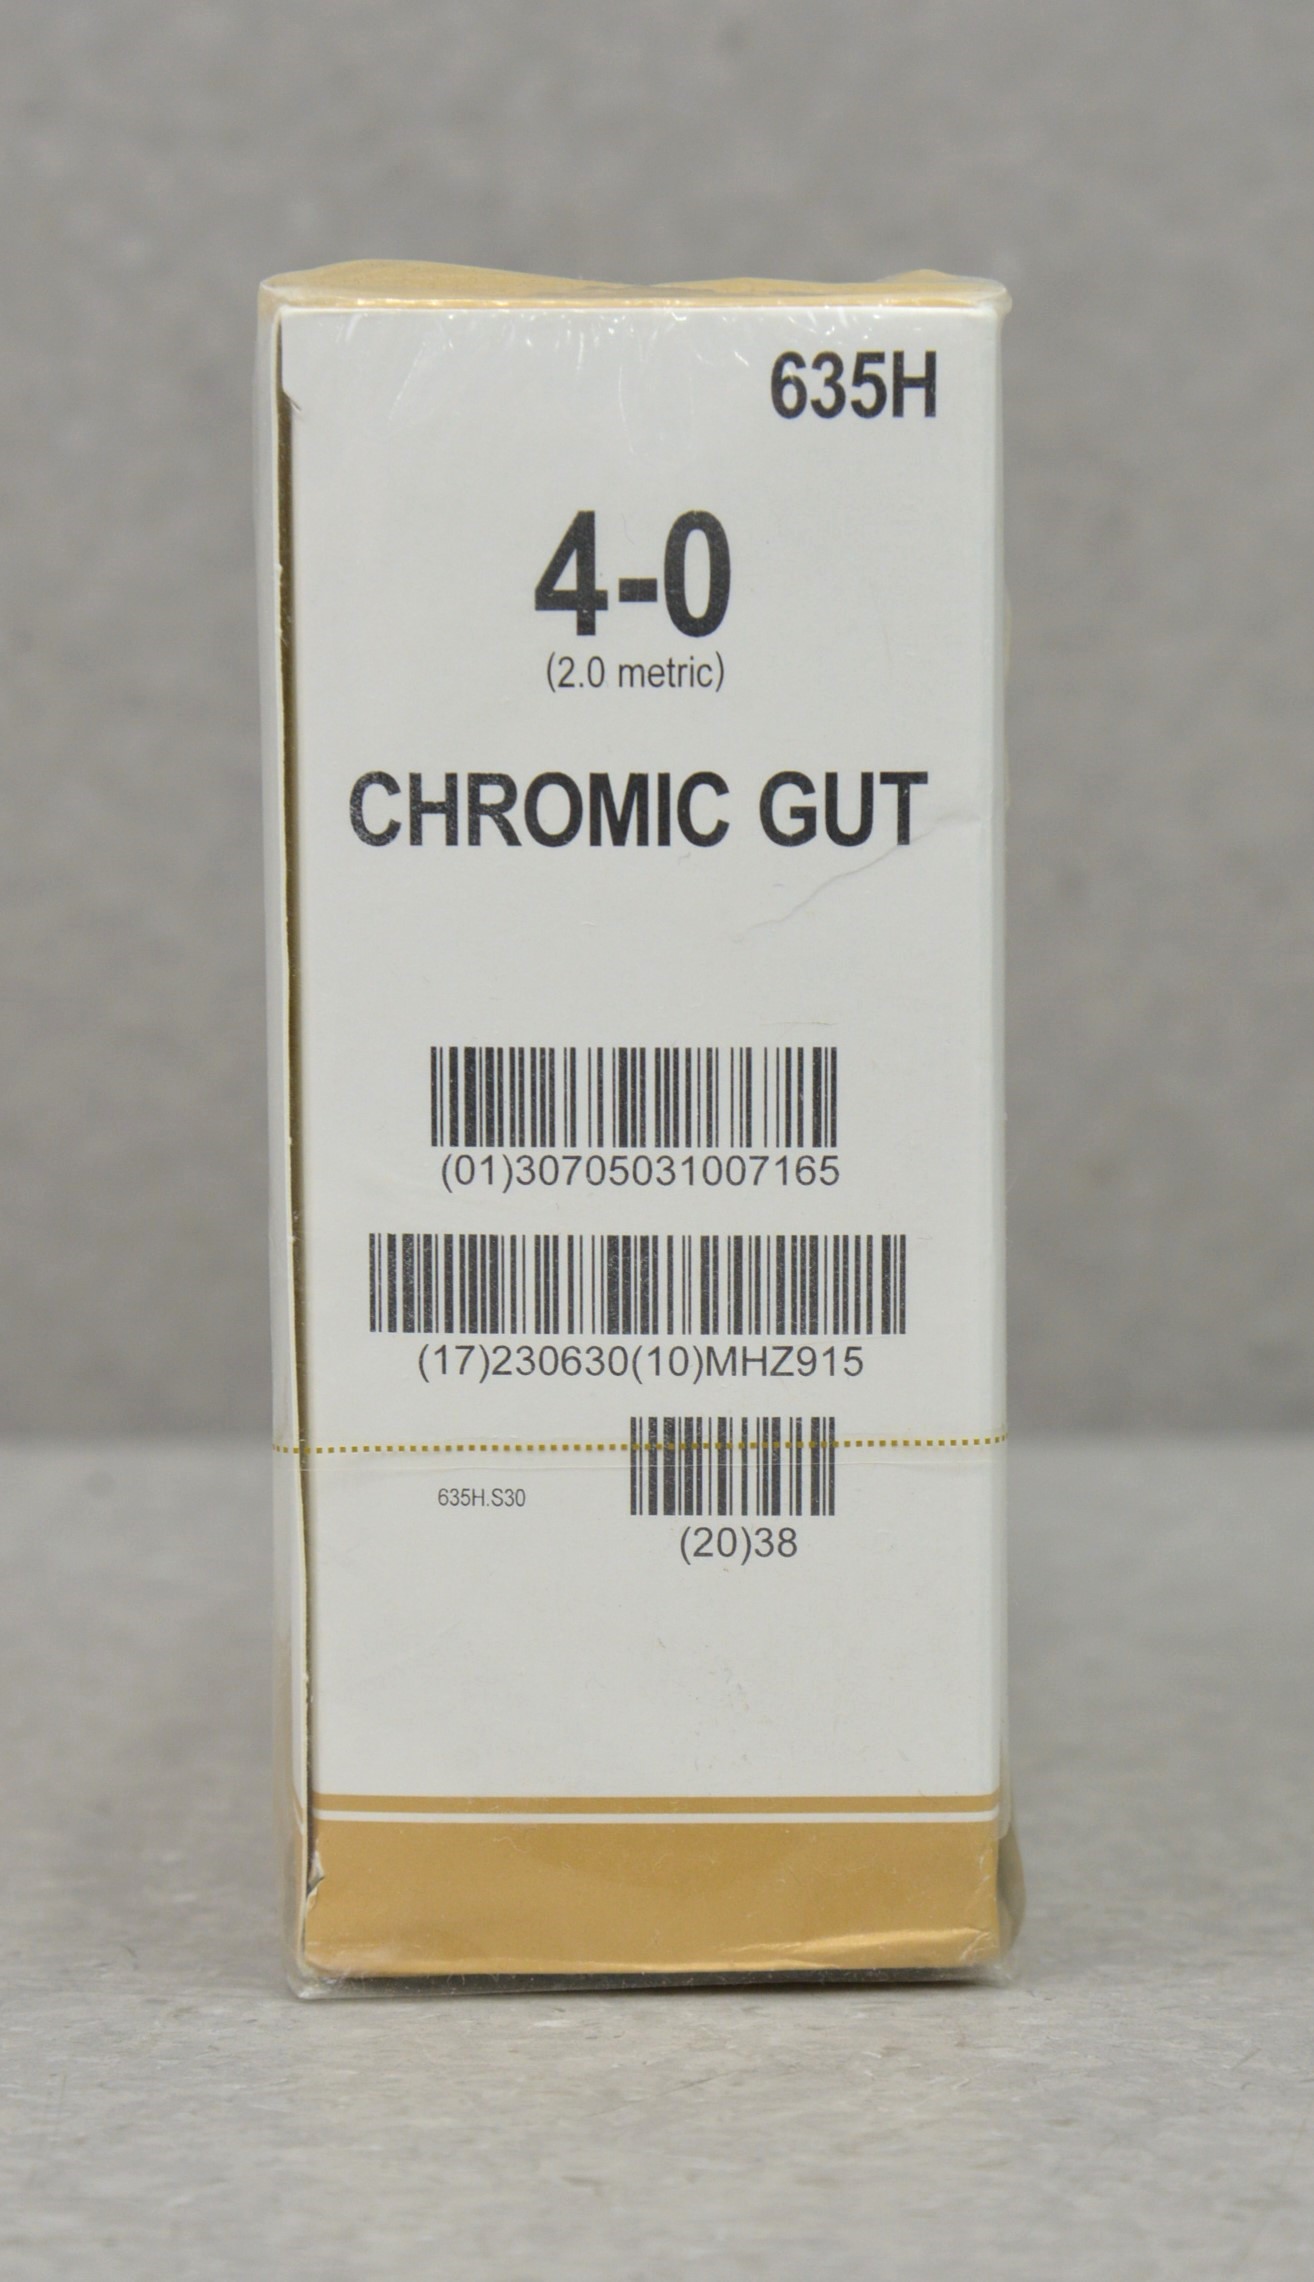 635H
4-0
(2.0 metric)
CHROMIC GUT
(01)30705031007165
(17)230630(10)MHZ915
635H.S30
(20)38